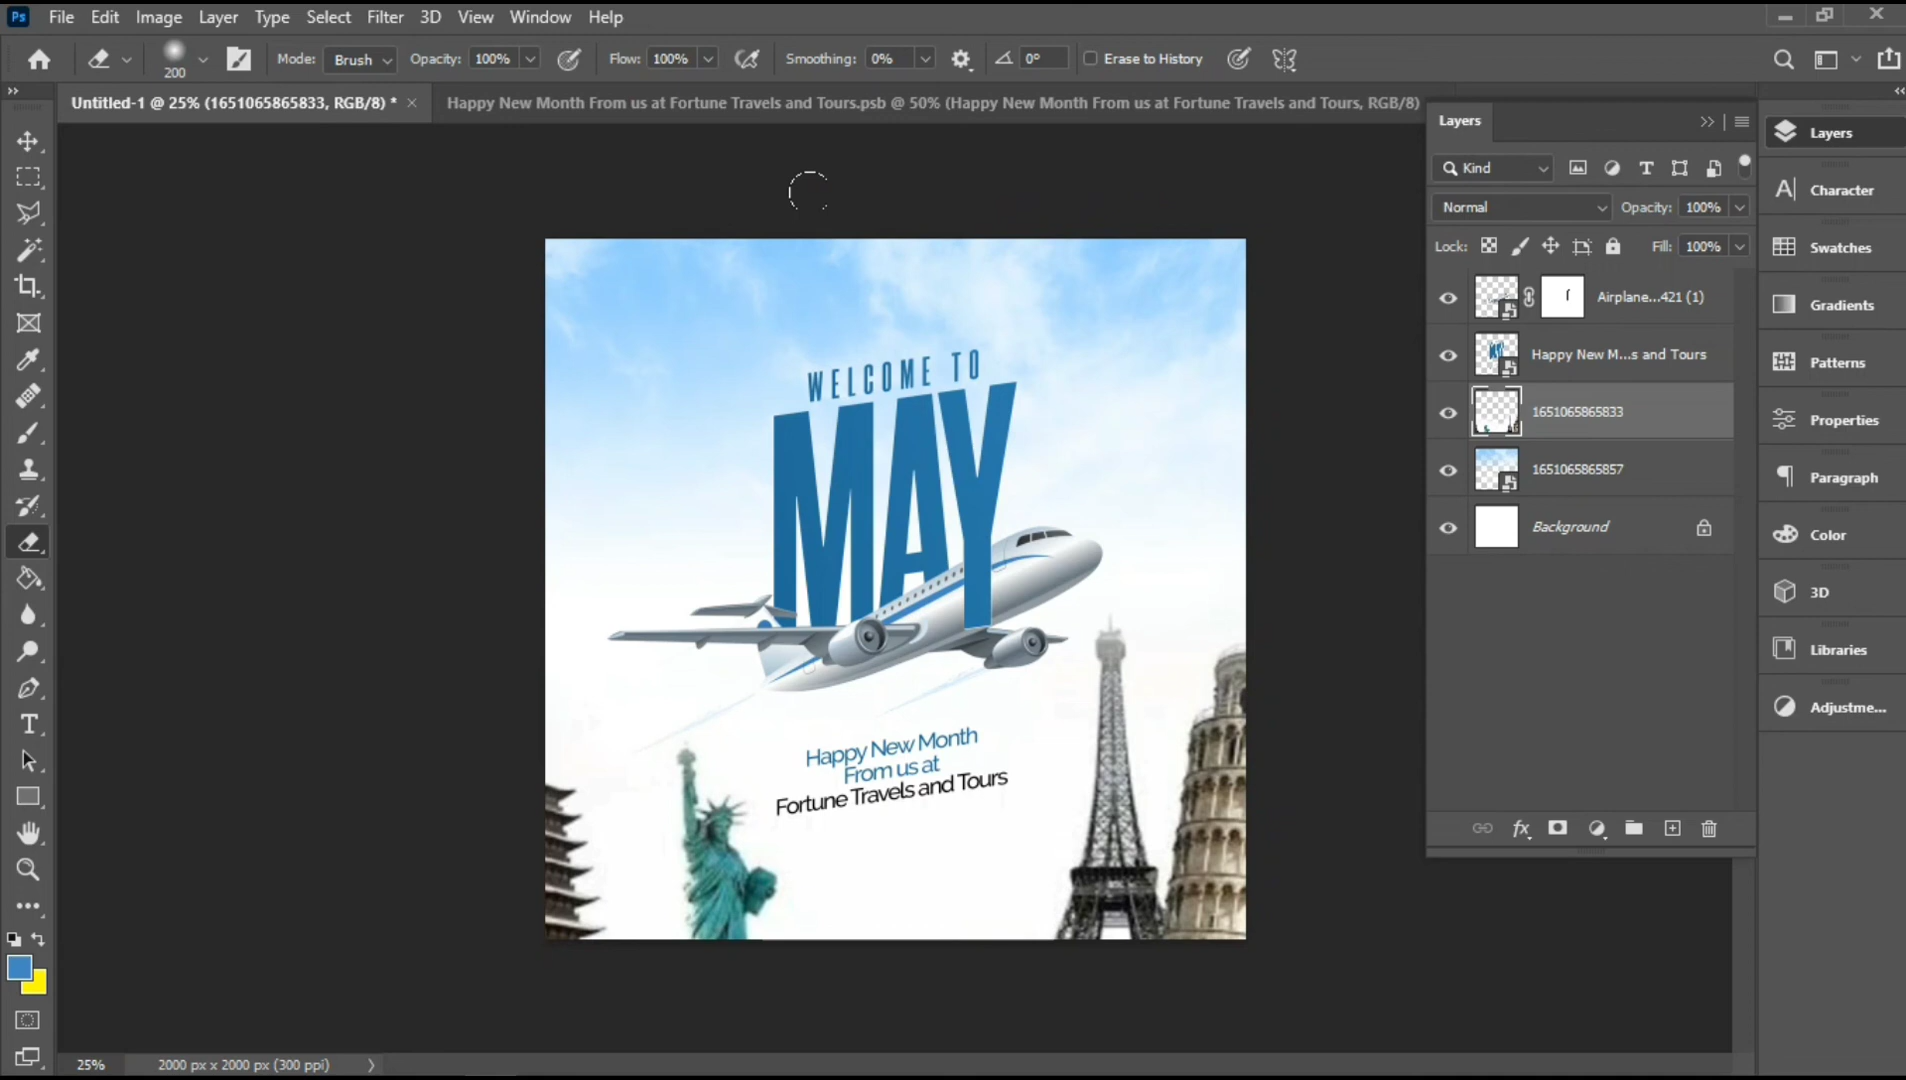 Ps File Edit Image Layer Type Select Filter 3D View Window Help
200 Mode: Brush Opacity: 100% Flow: 100% Smoothing: 0% 0° Erase to History
Untitled-1 @ 25% (1651065865833, RGB/8) * Happy New Month From us at Fortune Travels and Tours.psb @ 50% (Happy New Month From us at Fortune Travels and Tours, RGB/8)
Layers
Kind
Normal Opacity: 100%
Lock: Fill: 100%
Airplane...421 (1)
Happy New M...s and Tours
1651065865833
1651065865857
Background
Layers
Character
Swatches
Gradients
Patterns
Properties
Paragraph
Color
3D
Libraries
Adjustme...
WELCOME TO
MAY
Happy New Month
From us at
Fortune Travels and Tours
25% 2000 px x 2000 px (300 ppi)